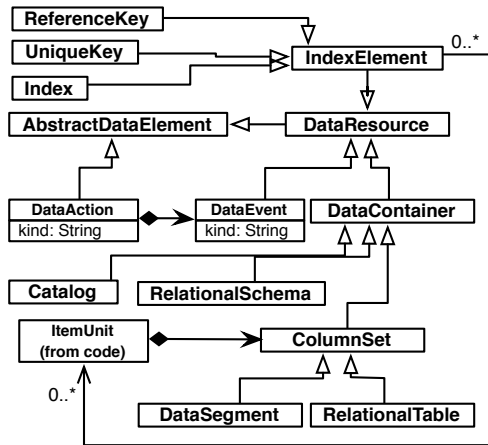 ReferenceKey
UniqueKey
IndexElement
0..*
Index
AbstractDataElement
DataResource
DataAction
kind: String
DataEvent
kind: String
DataContainer
Catalog
RelationalSchema
ItemUnit
(from code)
ColumnSet
0..*
DataSegment
RelationalTable